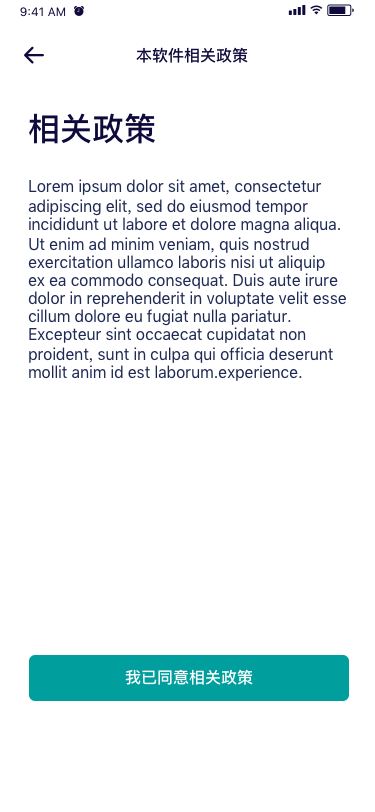 9:41 AM
本软件相关政策
相关政策
Lorem ipsum dolor sit amet, consectetur
adipiscing elit, sed do eiusmod tempor
incididunt ut labore et dolore magna aliqua.
Ut enim ad minim veniam, quis nostrud
exercitation ullamco laboris nisi ut aliquip
ex ea commodo consequat. Duis aute irure
dolor in reprehenderit in voluptate velit esse
cillum dolore eu fugiat nulla pariatur.
Excepteur sint occaecat cupidatat non
proident, sunt in culpa qui officia deserunt
mollit anim id est laborum.experience.
我已同意相关政策